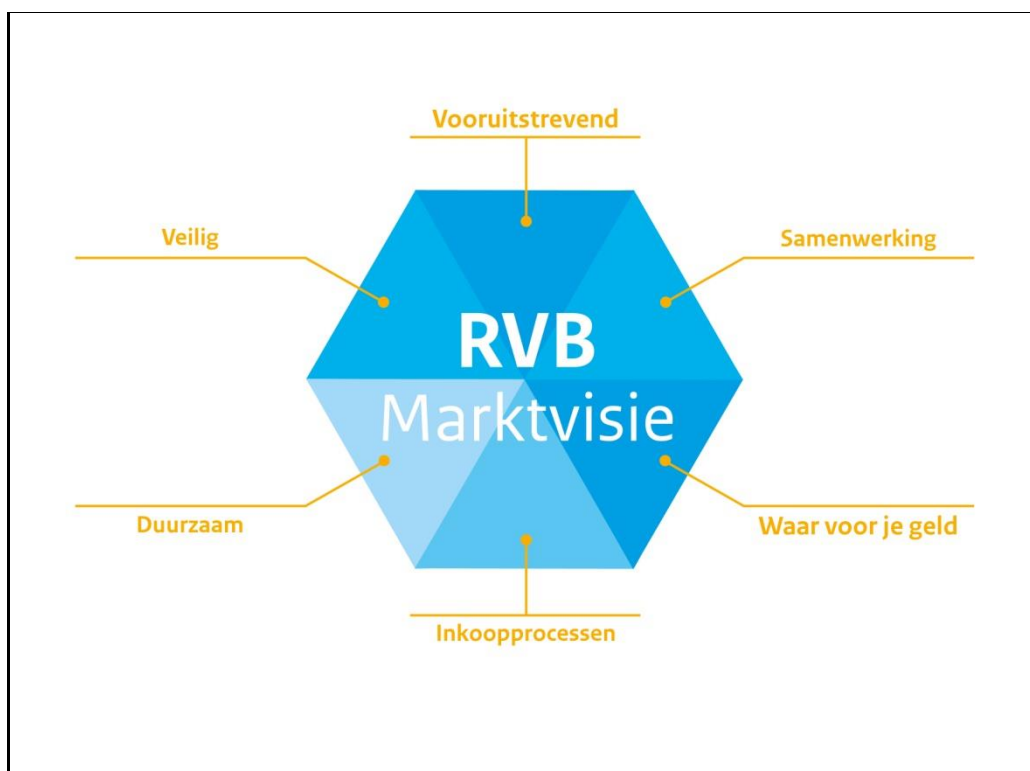 Vooruitstrevend
Veilig
Samenwerking
RVB
Marktvisie
Duurzaam
Waar voor je geld
Inkoopprocessen